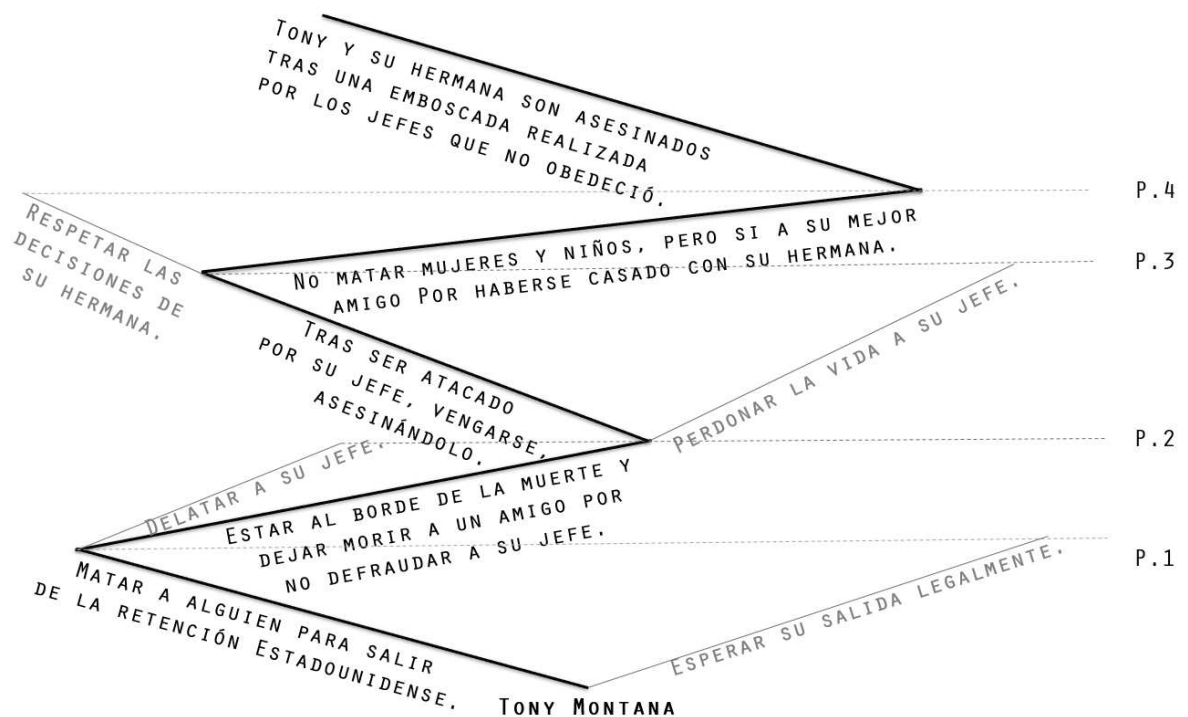 Tony y su hermana son asesinados
tras una emboscada realizada
por los jefes que no obedeció.
P.4
Respetar las
decisiones de
su hermana.
No matar mujeres y niños, pero si a su mejor
amigo Por haberse casado con su hermana.
P.3
Tras ser atacado
por su jefe, vengarse,
asesinándolo.
Perdonar la vida a su jefe.
P.2
Delatar a su jefe.
Estar al borde de la muerte y
dejar morir a un amigo por
no defraudar a su jefe.
P.1
Matar a alguien para salir
de la retención Estadounidense.
Esperar su salida legalmente.
Tony Montana